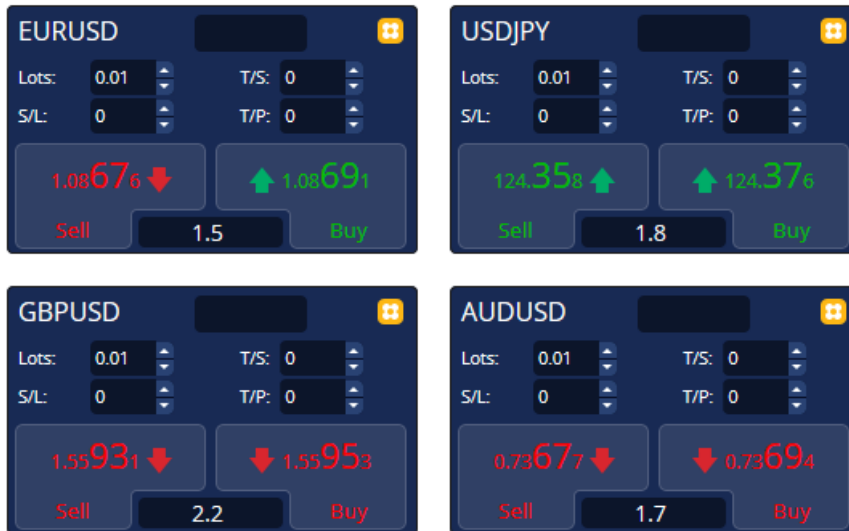 EURUSD
Lots: 0.01 T/S: 0
S/L: 0 T/P: 0
1.08676 1.08691
Sell 1.5 Buy
USDJPY
Lots: 0.01 T/S: 0
S/L: 0 T/P: 0
124.358 124.376
Sell 1.8 Buy
GBPUSD
Lots: 0.01 T/S: 0
S/L: 0 T/P: 0
1.55931 1.55953
Sell 2.2 Buy
AUDUSD
Lots: 0.01 T/S: 0
S/L: 0 T/P: 0
0.73677 0.73694
Sell 1.7 Buy